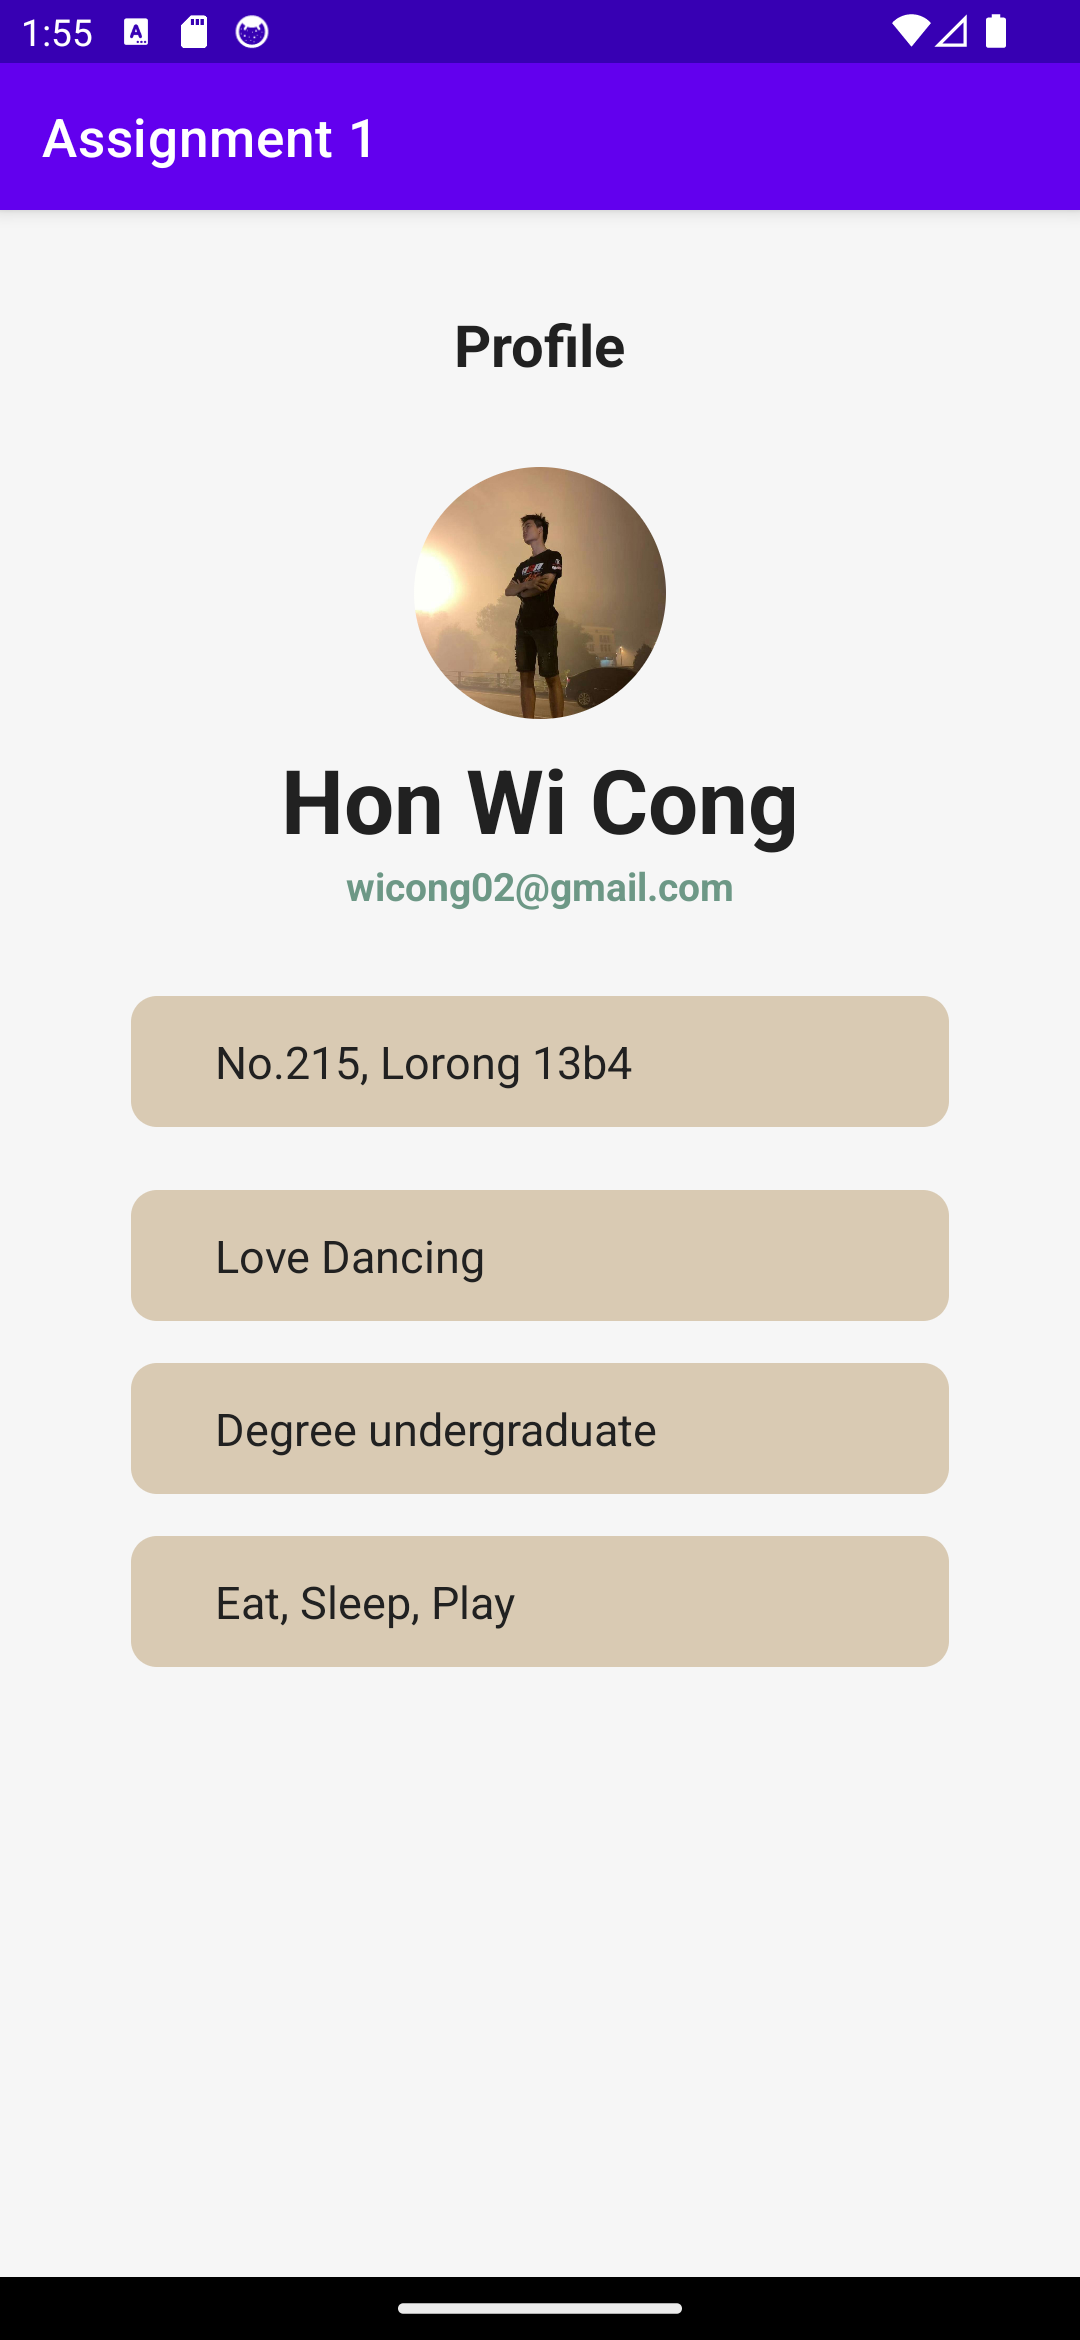 1:55
Assignment 1
Profile
Hon Wi Cong
wicong02@gmail.com
No.215, Lorong 13b4
Love Dancing
Degree undergraduate
Eat, Sleep, Play